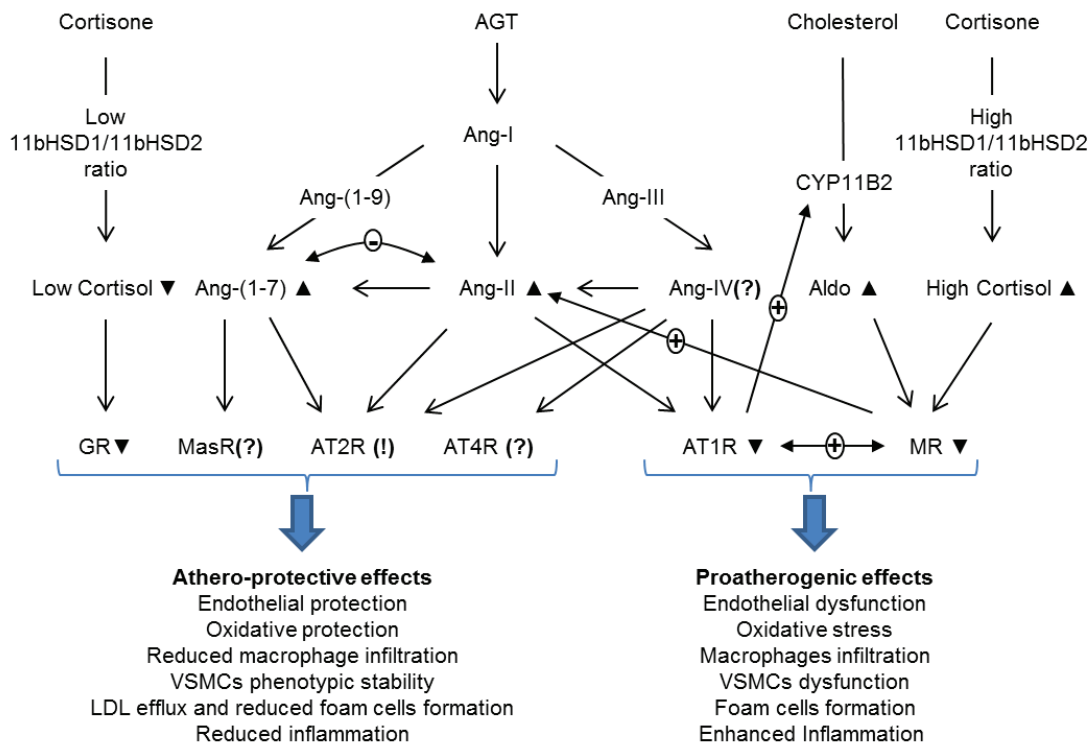 Cortisone
AGT
Cholesterol
Cortisone
Low
11bHSD1/11bHSD2
ratio
High
11bHSD1/11bHSD2
ratio
Ang-I
Ang-(1-9)
Ang-III
CYP11B2
-
Low Cortisol ▼
Ang-(1-7) ▲
Ang-II ▲
Ang-IV(?)
Aldo ▲
High Cortisol ▲
+
+
GR▼
MasR(?)
AT2R (!)
AT4R (?)
AT1R ▼
+
MR ▼
Athero-protective effects
Endothelial protection
Oxidative protection
Reduced macrophage infiltration
VSMCs phenotypic stability
LDL efflux and reduced foam cells formation
Reduced inflammation
Proatherogenic effects
Endothelial dysfunction
Oxidative stress
Macrophages infiltration
VSMCs dysfunction
Foam cells formation
Enhanced Inflammation